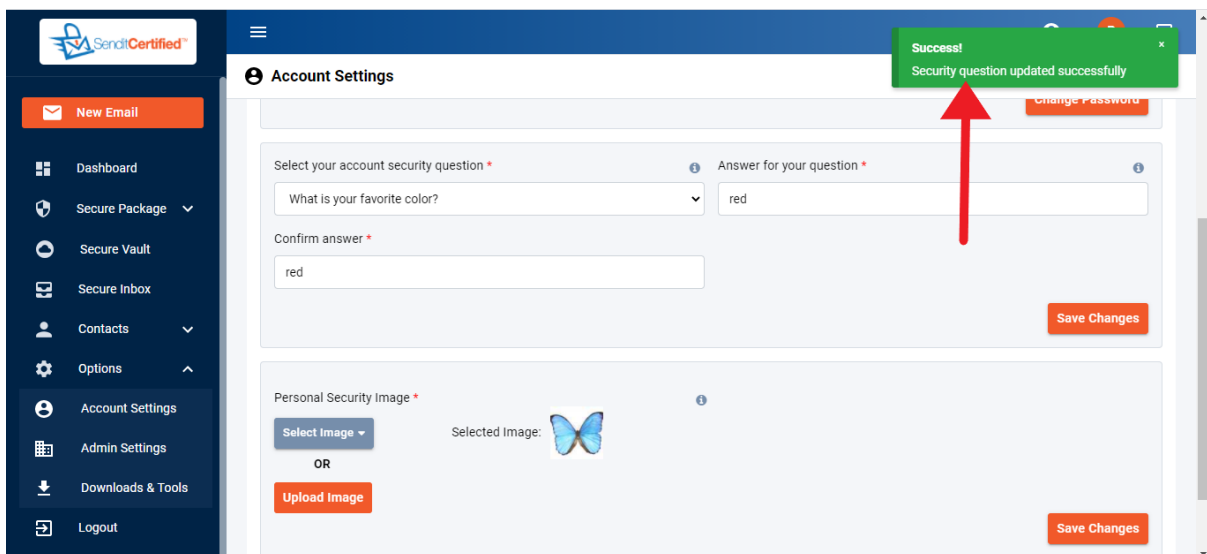 SenditCertified™
Success!
×
Security question updated successfully
Account Settings
New Email
Change Password
Dashboard
Secure Package
Secure Vault
Secure Inbox
Contacts
Options
Account Settings
Admin Settings
Downloads & Tools
Logout
Select your account security question *
Answer for your question *
What is your favorite color?
red
Confirm answer *
red
Save Changes
Personal Security Image *
Select Image
Selected Image:
OR
Upload Image
Save Changes